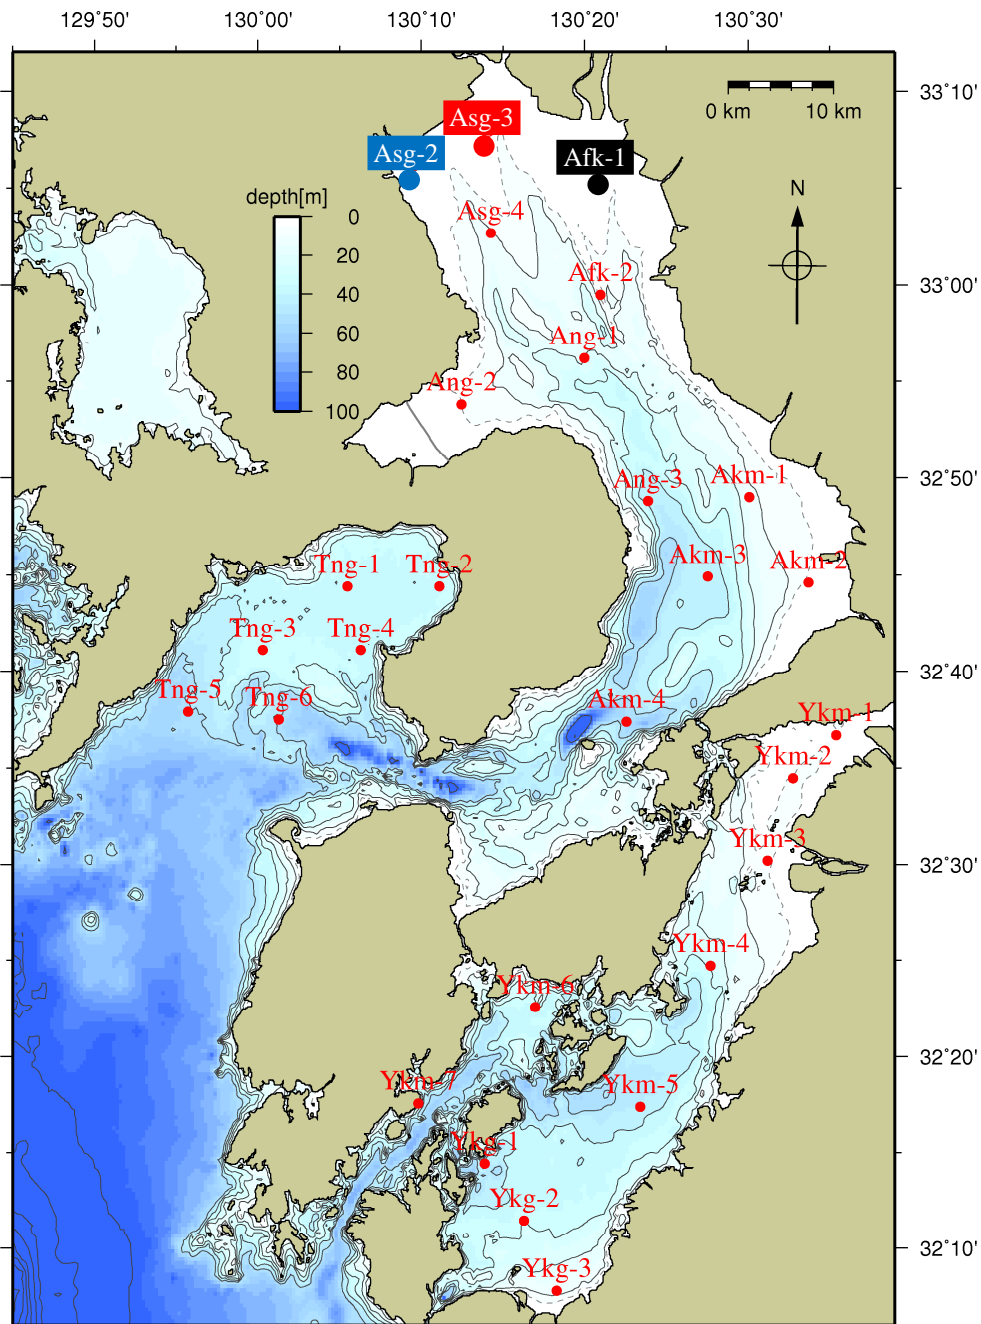 129˚50' 130˚00' 130˚10' 130˚20' 130˚30'
33˚10'
0 km 10 km
Asg-3
Asg-2
Afk-1
N
depth[m]
0
20
40
60
80
100
Asg-4
Afk-2
33˚00'
Ang-1
Ang-2
32˚50'
Ang-3
Akm-1
Akm-3
Akm-2
Tng-1
Tng-2
Tng-3
Tng-4
32˚40'
Tng-5
Tng-6
Akm-4
Ykm-1
Ykm-2
Ykm-3
32˚30'
Ykm-4
Ykm-6
32˚20'
Ykm-7
Ykm-5
Ykg-1
Ykg-2
32˚10'
Ykg-3